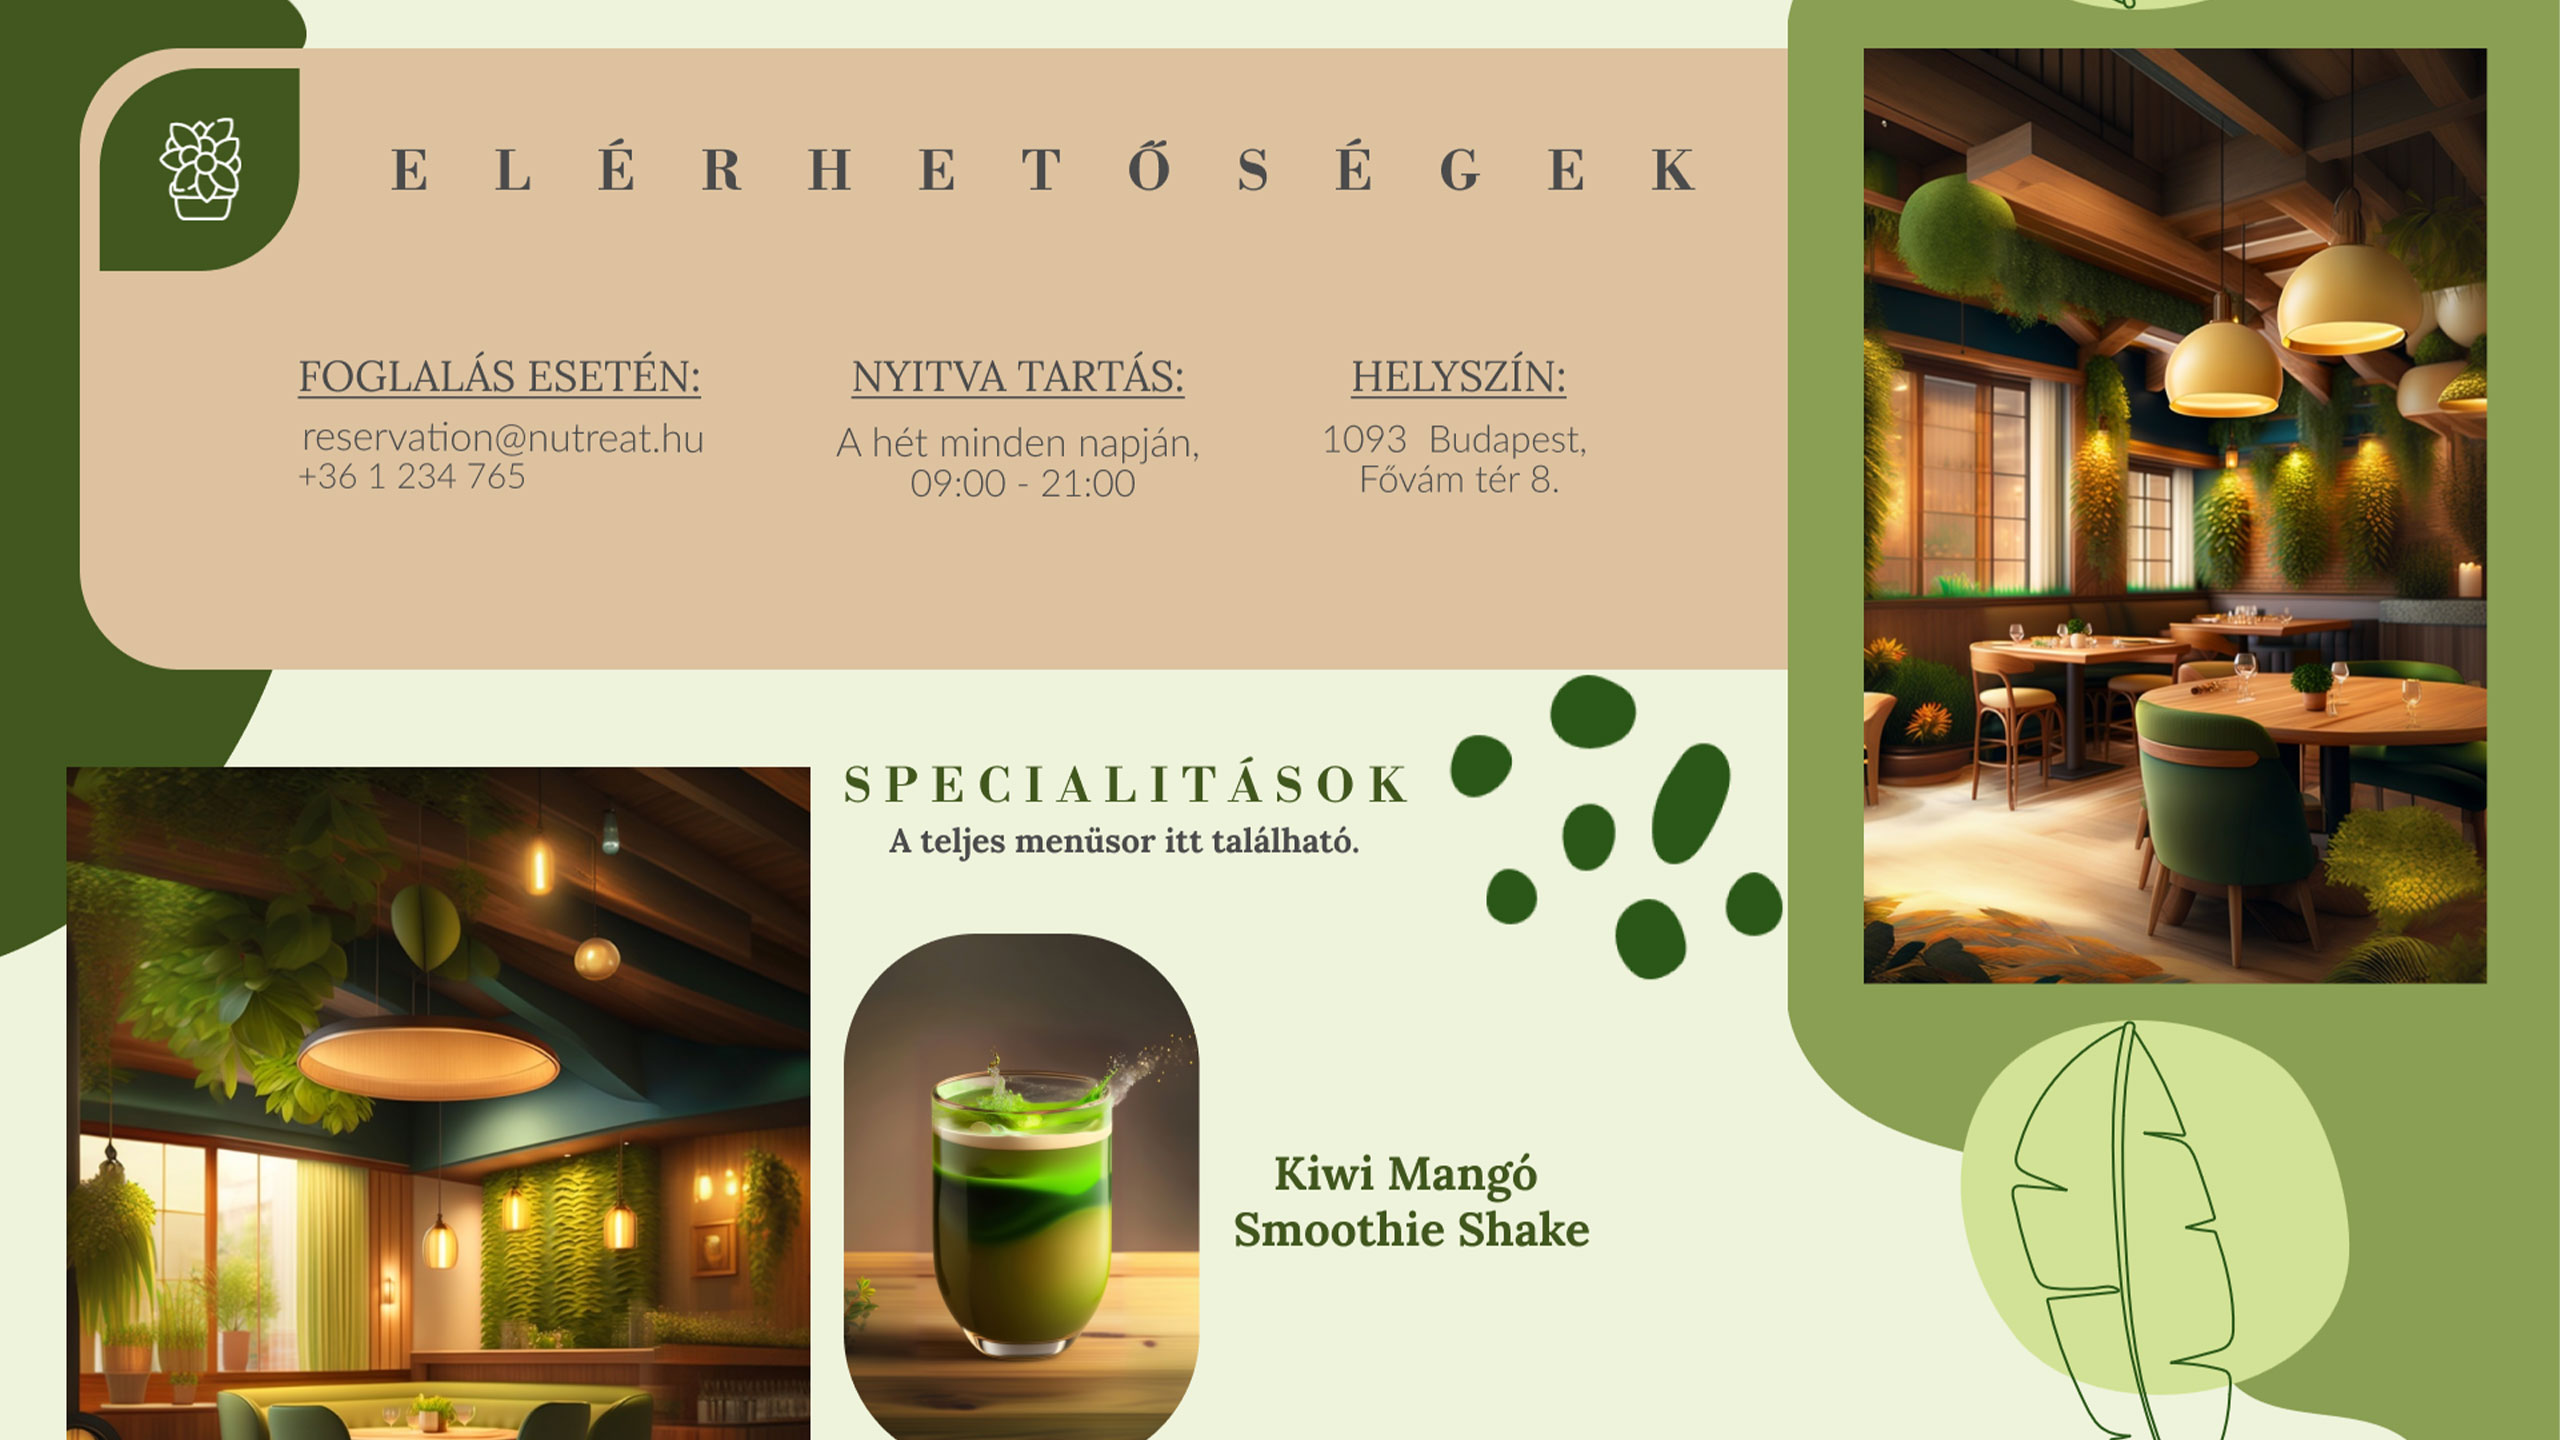 ELÉRHETŐSÉGEK
FOGLALÁS ESETÉN:
reservation@nutreat.hu
+36 1 234 765
NYITVA TARTÁS:
A hét minden napján,
09:00 - 21:00
HELYSZÍN:
1093 Budapest,
Fővám tér 8.
SPECIALITÁSOK
A teljes menüsor itt található.
Kiwi Mangó
Smoothie Shake